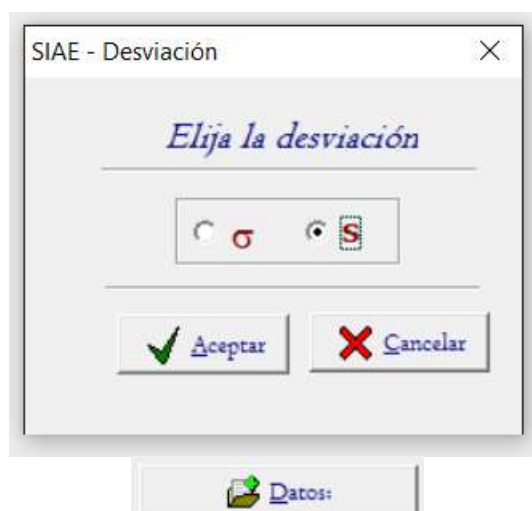 SIAE - Desviación
Elija la desviación
σ S
Aceptar Cancelar
Datos: